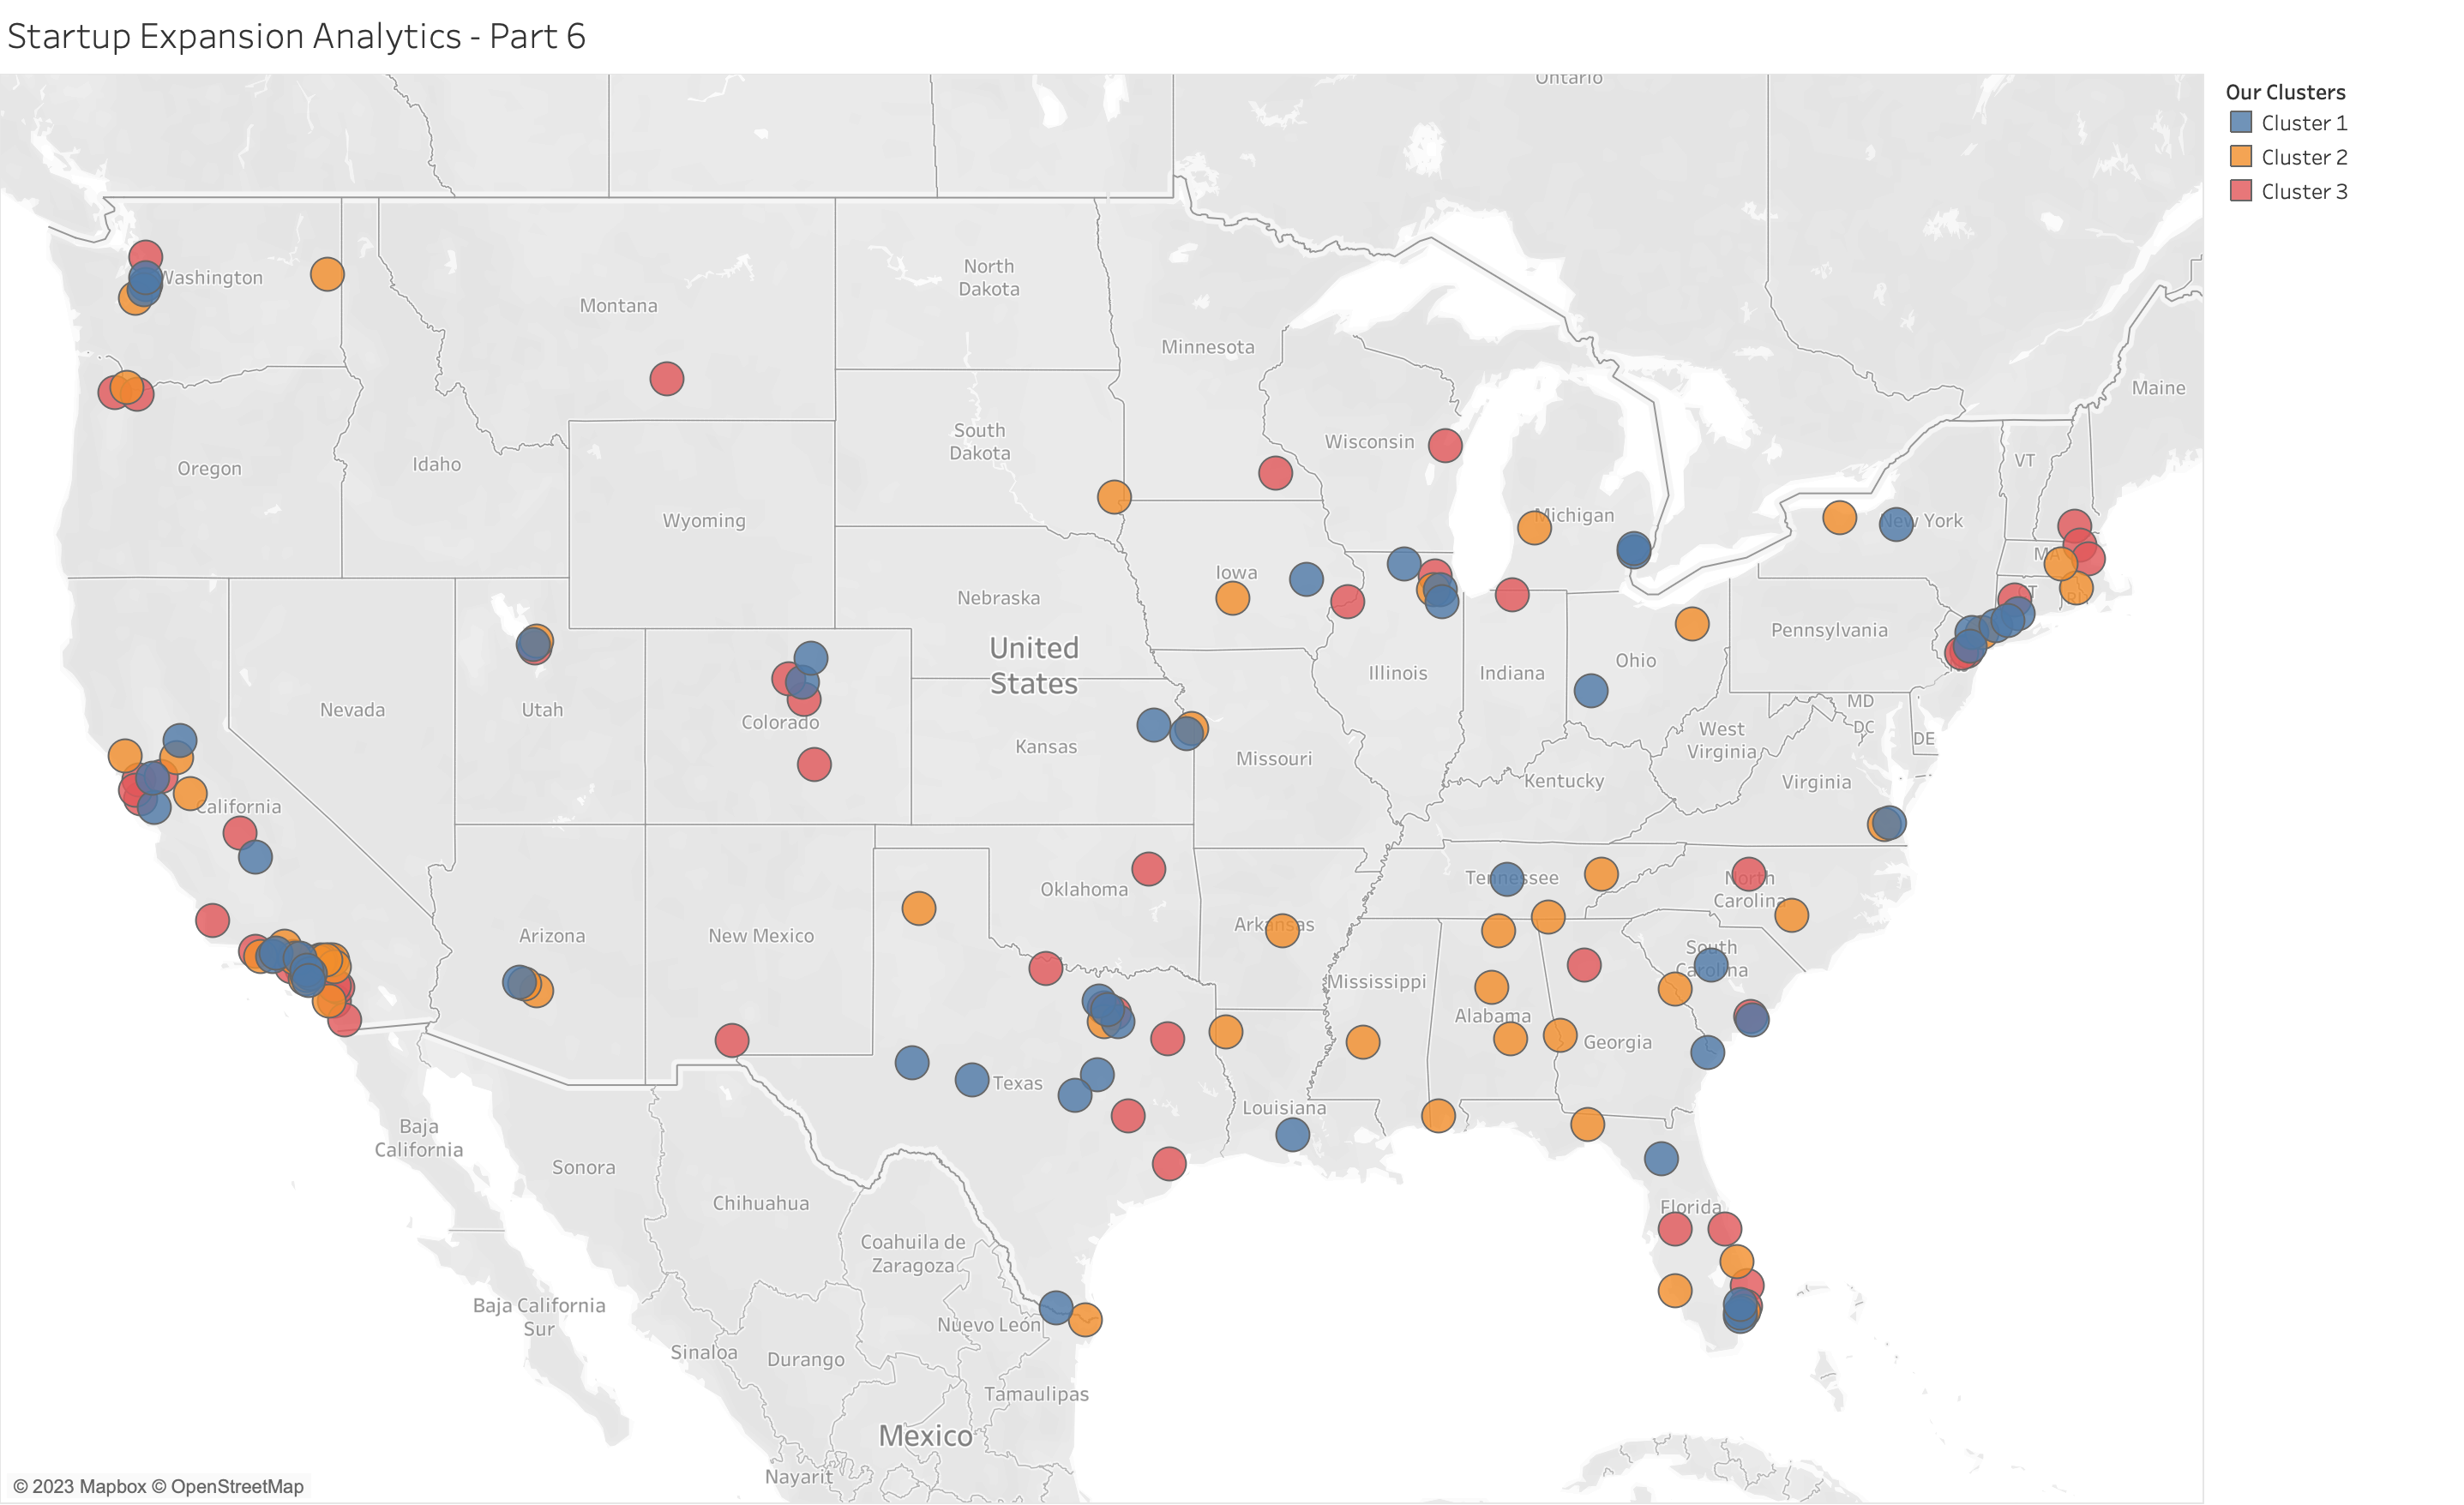 Startup Expansion Analytics - Part 6
Ontario
Our Clusters
Cluster 1
Cluster 2
Cluster 3
Washington
North
Dakota
Montana
Minnesota
Maine
Oregon
Idaho
South
Dakota
Wisconsin
VT
Wyoming
Michigan
New York
MA
Iowa
Nebraska
RI
United
States
Pennsylvania
Nevada
Utah
Colorado
Illinois
Indiana
Ohio
MD
DC
DE
Kansas
Missouri
West
Virginia
Kentucky
Virginia
California
Oklahoma
Tennessee
North
Carolina
Arizona
New Mexico
Arkansas
South
Carolina
Mississippi
Alabama
Georgia
Texas
Louisiana
Baja
California
Sonora
Chihuahua
Florida
Coahuila de
Zaragoza
Baja California
Sur
Nuevo León
Sinaloa
Durango
Tamaulipas
Mexico
Nayarit
© 2023 Mapbox © OpenStreetMap